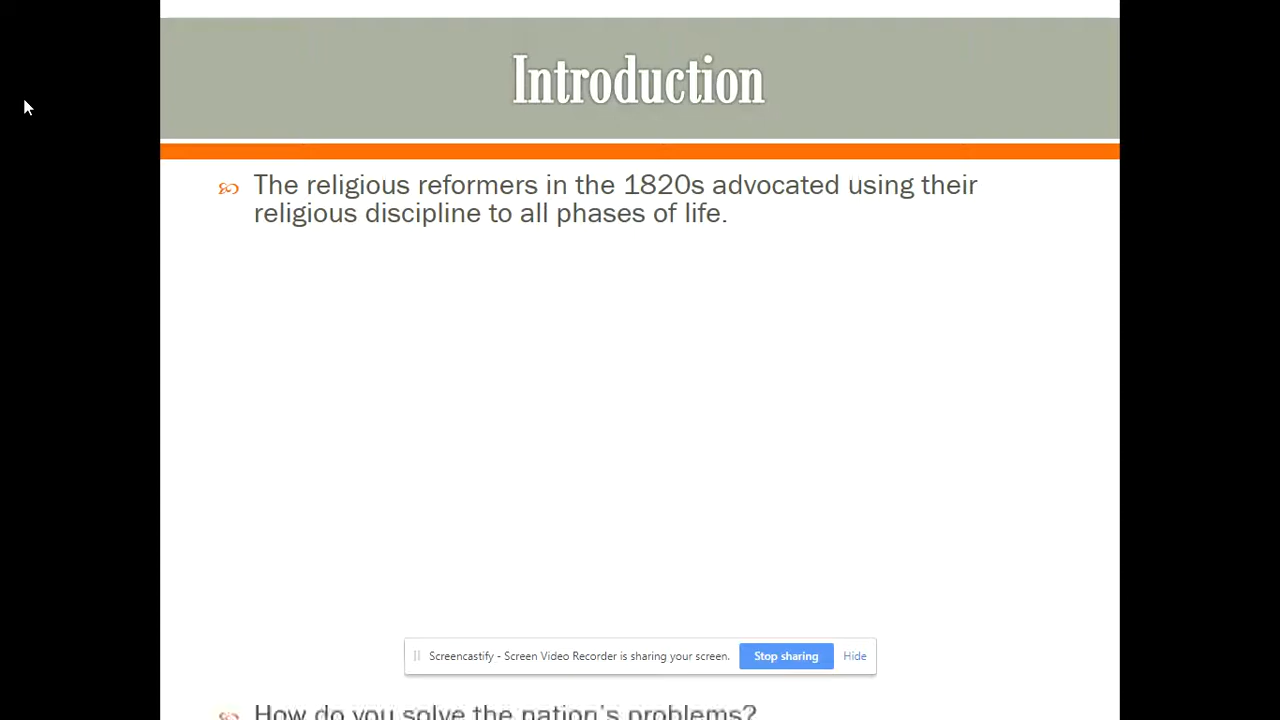 Introduction
The religious reformers in the 1820s advocated using their
religious discipline to all phases of life.
Screencastify - Screen Video Recorder is sharing your screen.
Stop sharing
Hide
How do you solve the nation's problems?